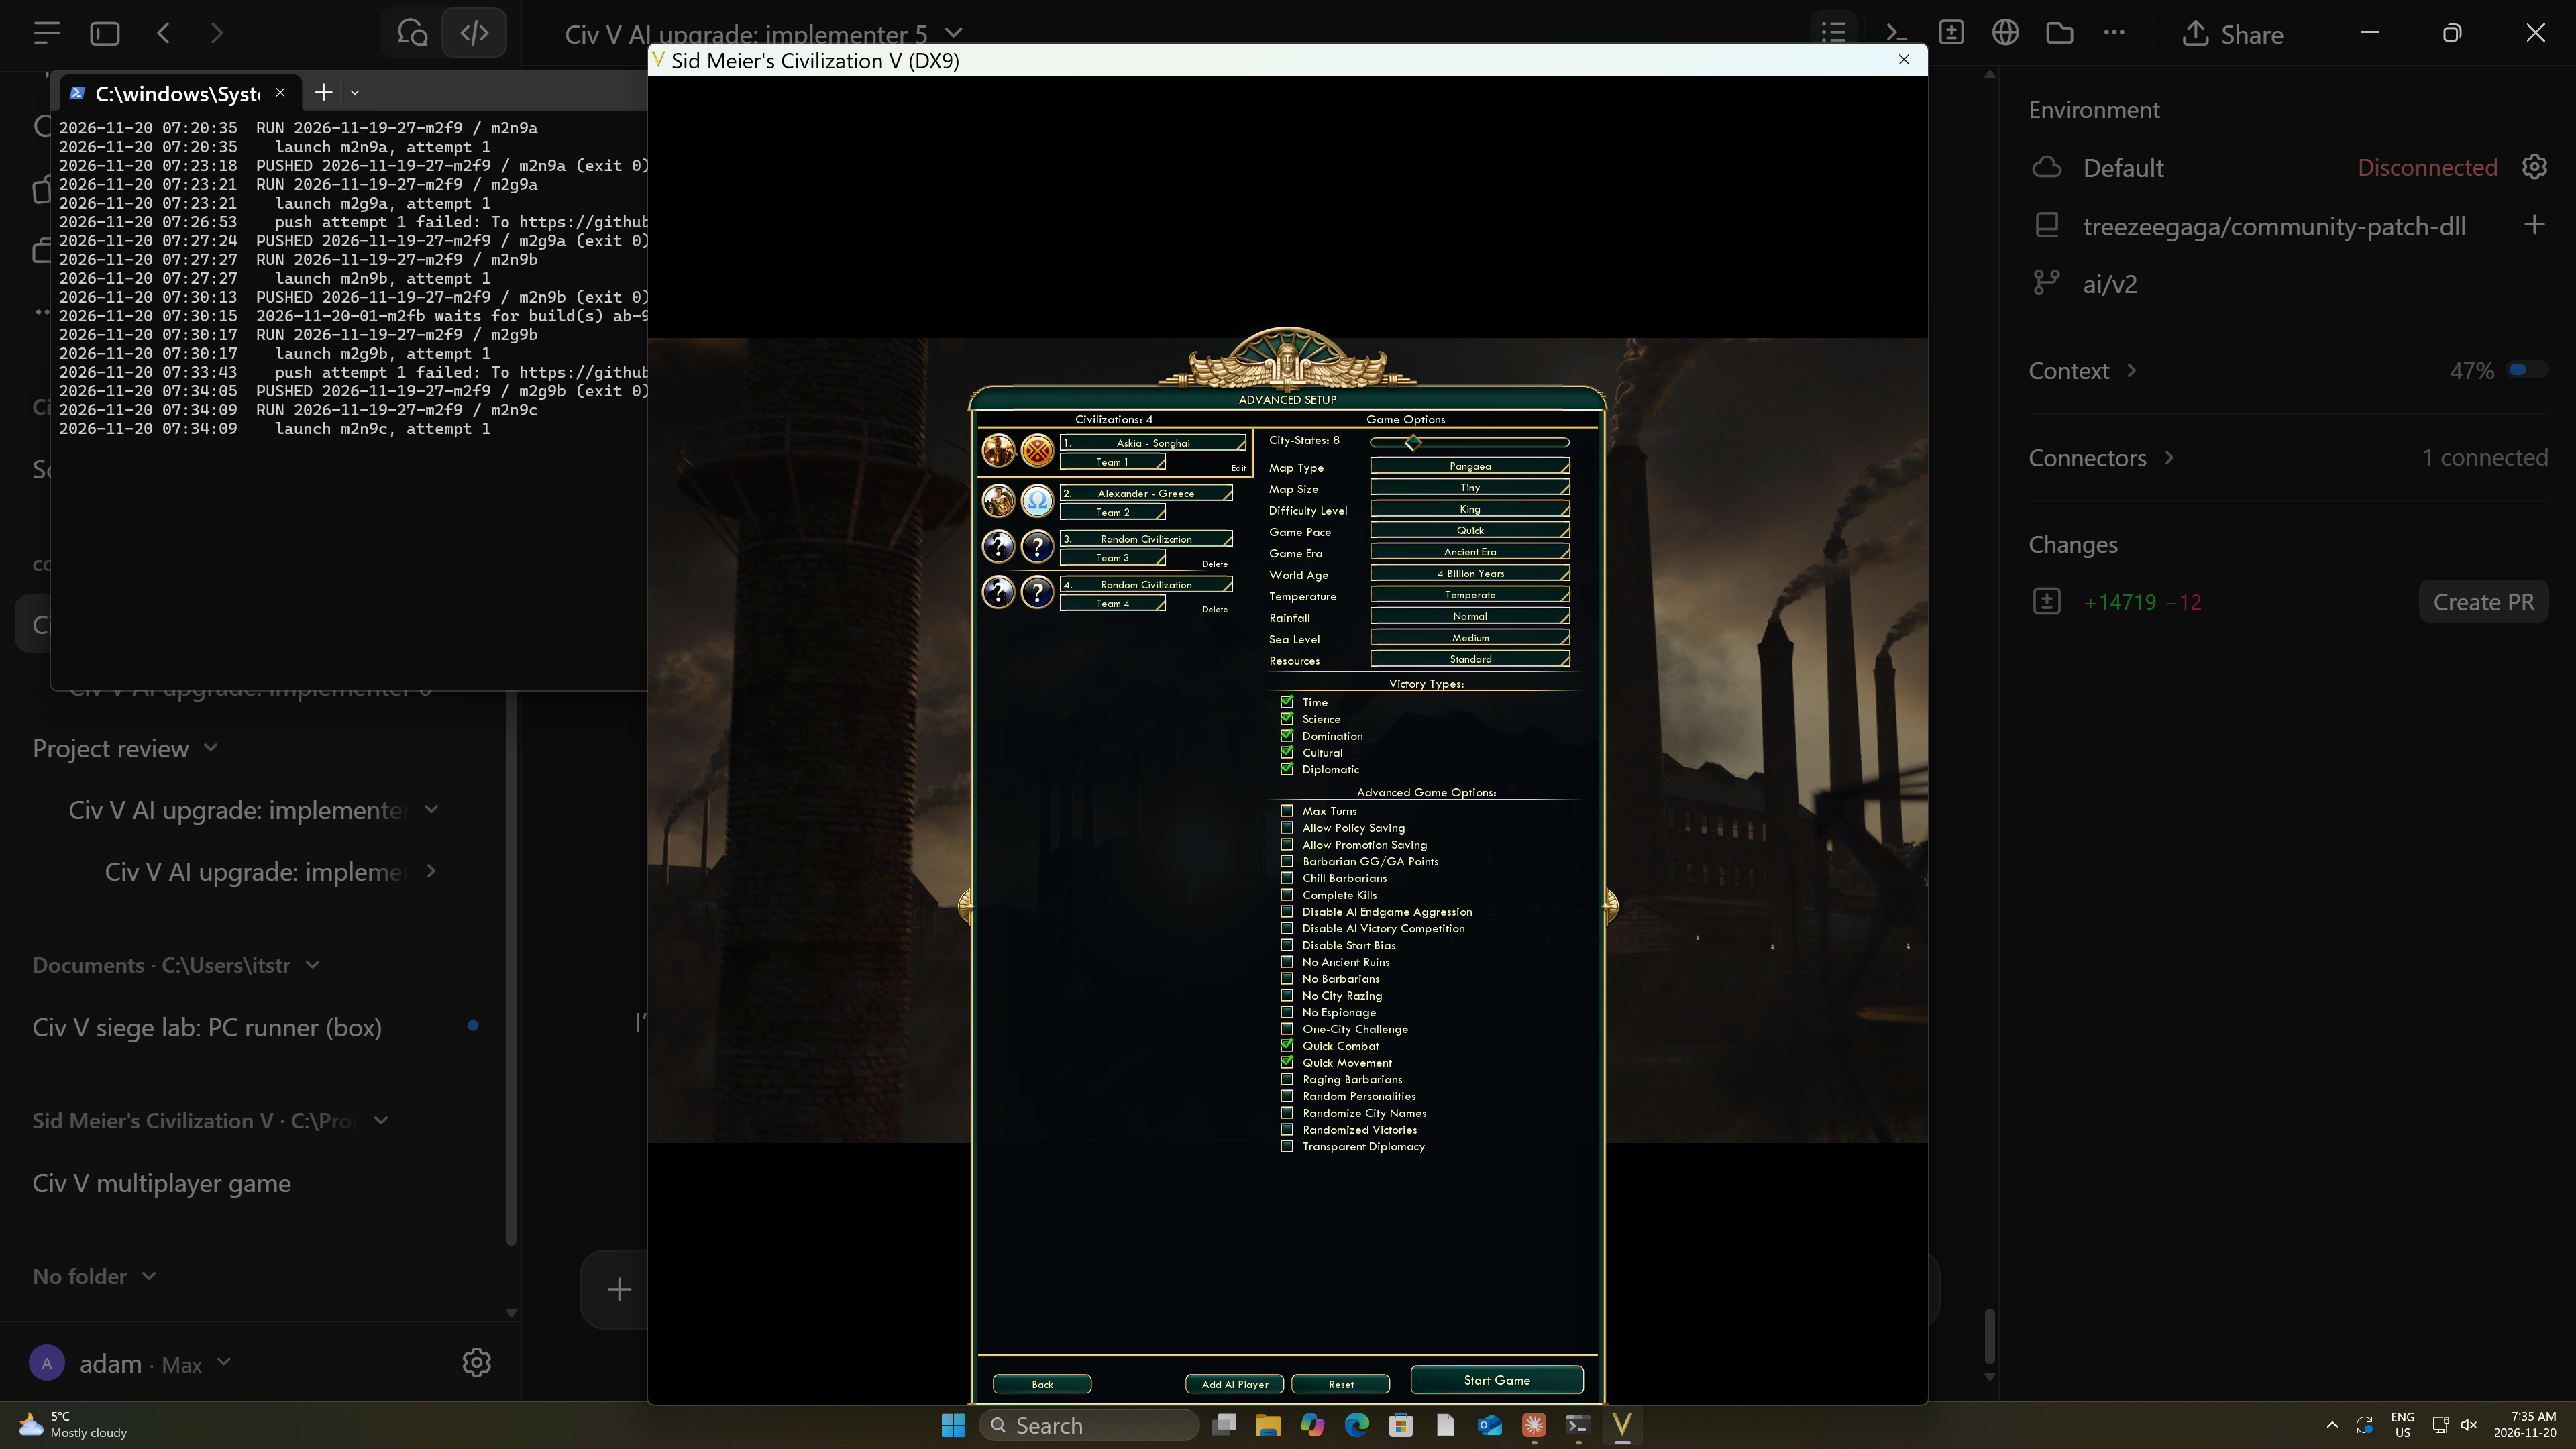 Civ V AI upgrade: implementer 5
Share
Sid Meier's Civilization V (DX9)
C:\windows\Syst
2026-11-20 07:20:35 RUN 2026-11-19-27-m2f9 / m2n9a
2026-11-20 07:20:35 launch m2n9a, attempt 1
2026-11-20 07:23:18 PUSHED 2026-11-19-27-m2f9 / m2n9a (exit 0)
2026-11-20 07:23:21 RUN 2026-11-19-27-m2f9 / m2g9a
2026-11-20 07:23:21 launch m2g9a, attempt 1
2026-11-20 07:26:53 push attempt 1 failed: To https://github
2026-11-20 07:27:24 PUSHED 2026-11-19-27-m2f9 / m2g9a (exit 0)
2026-11-20 07:27:27 RUN 2026-11-19-27-m2f9 / m2n9b
2026-11-20 07:27:27 launch m2n9b, attempt 1
2026-11-20 07:30:13 PUSHED 2026-11-19-27-m2f9 / m2n9b (exit 0)
2026-11-20 07:30:15 2026-11-20-01-m2fb waits for build(s) ab-9
2026-11-20 07:30:17 RUN 2026-11-19-27-m2f9 / m2g9b
2026-11-20 07:30:17 launch m2g9b, attempt 1
2026-11-20 07:33:43 push attempt 1 failed: To https://github
2026-11-20 07:34:05 PUSHED 2026-11-19-27-m2f9 / m2g9b (exit 0)
2026-11-20 07:34:09 RUN 2026-11-19-27-m2f9 / m2n9c
2026-11-20 07:34:09 launch m2n9c, attempt 1
Project review
Civ V AI upgrade: implementer
Civ V AI upgrade: impleme
Documents · C:\Users\itstr
Civ V siege lab: PC runner (box)
Sid Meier's Civilization V · C:\Pro
Civ V multiplayer game
No folder
A adam · Max
ADVANCED SETUP
Civilizations: 4
1. Askia - Songhai
Team 1
Edit
2. Alexander - Greece
Team 2
3. Random Civilization
Team 3
Delete
4. Random Civilization
Team 4
Delete
Game Options
City-States: 8
Map Type Pangaea
Map Size Tiny
Difficulty Level King
Game Pace Quick
Game Era Ancient Era
World Age 4 Billion Years
Temperature Temperate
Rainfall Normal
Sea Level Medium
Resources Standard
Victory Types:
Time
Science
Domination
Cultural
Diplomatic
Advanced Game Options:
Max Turns
Allow Policy Saving
Allow Promotion Saving
Barbarian GG/GA Points
Chill Barbarians
Complete Kills
Disable AI Endgame Aggression
Disable AI Victory Competition
Disable Start Bias
No Ancient Ruins
No Barbarians
No City Razing
No Espionage
One-City Challenge
Quick Combat
Quick Movement
Raging Barbarians
Random Personalities
Randomize City Names
Randomized Victories
Transparent Diplomacy
Back
Add AI Player
Reset
Start Game
Environment
Default Disconnected
treezeegaga/community-patch-dll
ai/v2
Context 47%
Connectors 1 connected
Changes
+14719 −12 Create PR
5°C
Mostly cloudy
Search
ENG
US
7:35 AM
2026-11-20